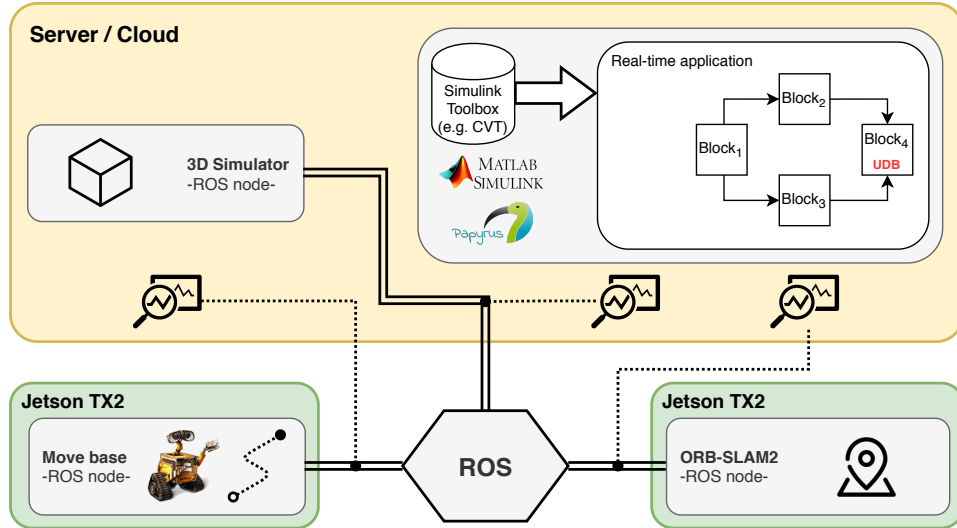 Server / Cloud
Simulink
Toolbox
(e.g. CVT)
Real-time application
Block1
Block2
Block3
Block4
UDB
MATLAB
SIMULINK
Papyrus
3D Simulator
-ROS node-
Jetson TX2
Move base
-ROS node-
ROS
Jetson TX2
ORB-SLAM2
-ROS node-